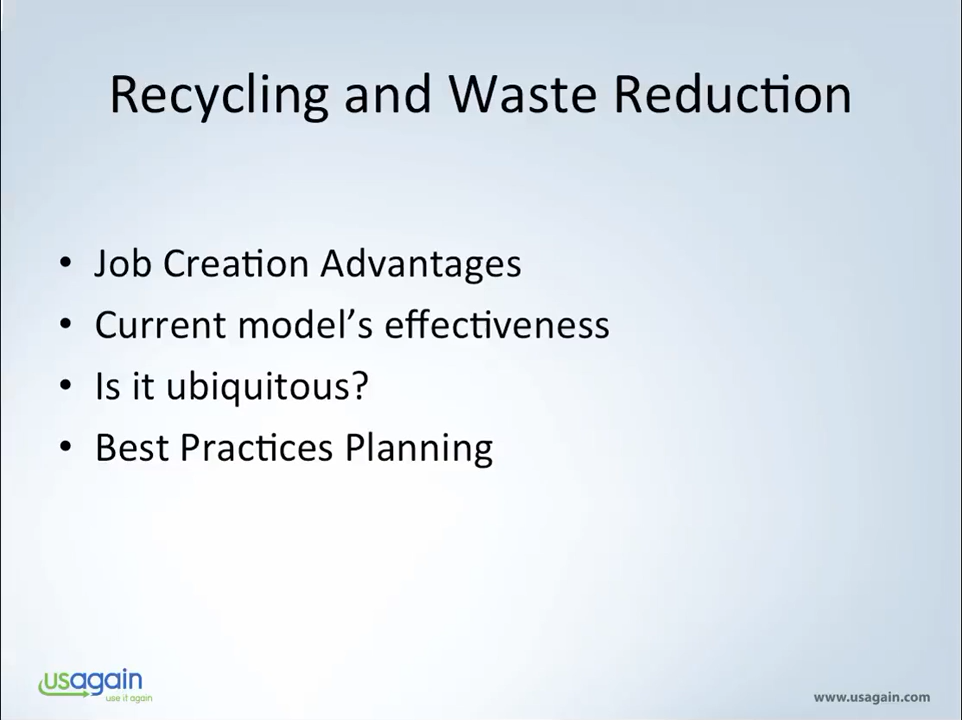 Recycling and Waste Reduction
• Job Creation Advantages
• Current model’s effectiveness
• Is it ubiquitous?
• Best Practices Planning
usagain
use it again
www.usagain.com